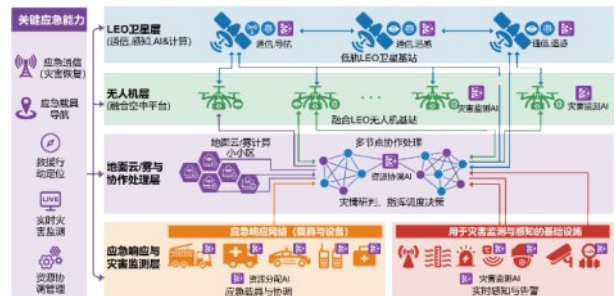 关键应急能力
应急通信
(灾害恢复)
应急载具
导航
救援行动定位
LIVE
实时灾害监测
资源协调管理
LEO卫星层
(通信,感知,AI&计算)
通信,导航
通信,遥感
通信,遥感
低轨LEO卫星基站
无人机层
(融合空中平台)
灾害监测AI
灾害监测AI
融合LEO无人机基站
地面云/雾与
协作处理层
地面云/雾计算
小小区
多节点协作处理
资源协调AI
灾情研判、指挥调度决策
应急响应与
灾害监测层
应急响应网络（载具与设备）
资源分配AI
应急载具与协调
用于灾害监测与感知的基础设施
灾害监测AI
实时感知与告警